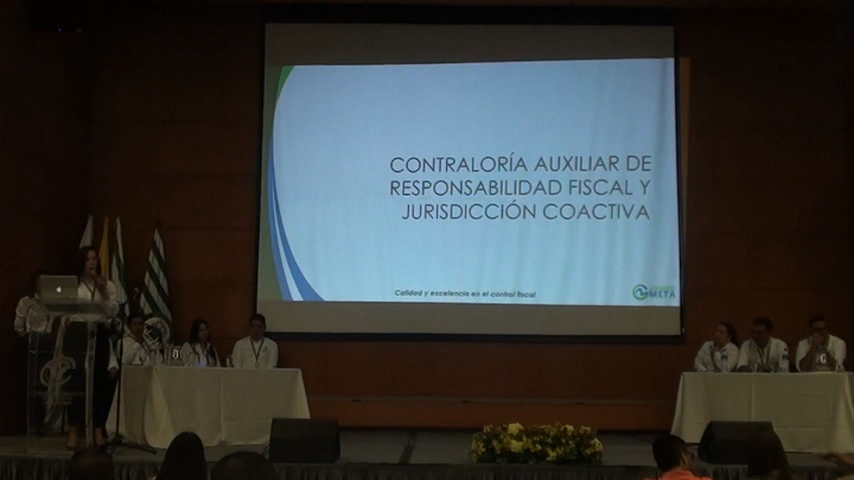 CONTRALORÍA AUXILIAR DE
RESPONSABILIDAD FISCAL Y
JURISDICCIÓN COACTIVA
Calidad y excelencia en el control fiscal
META